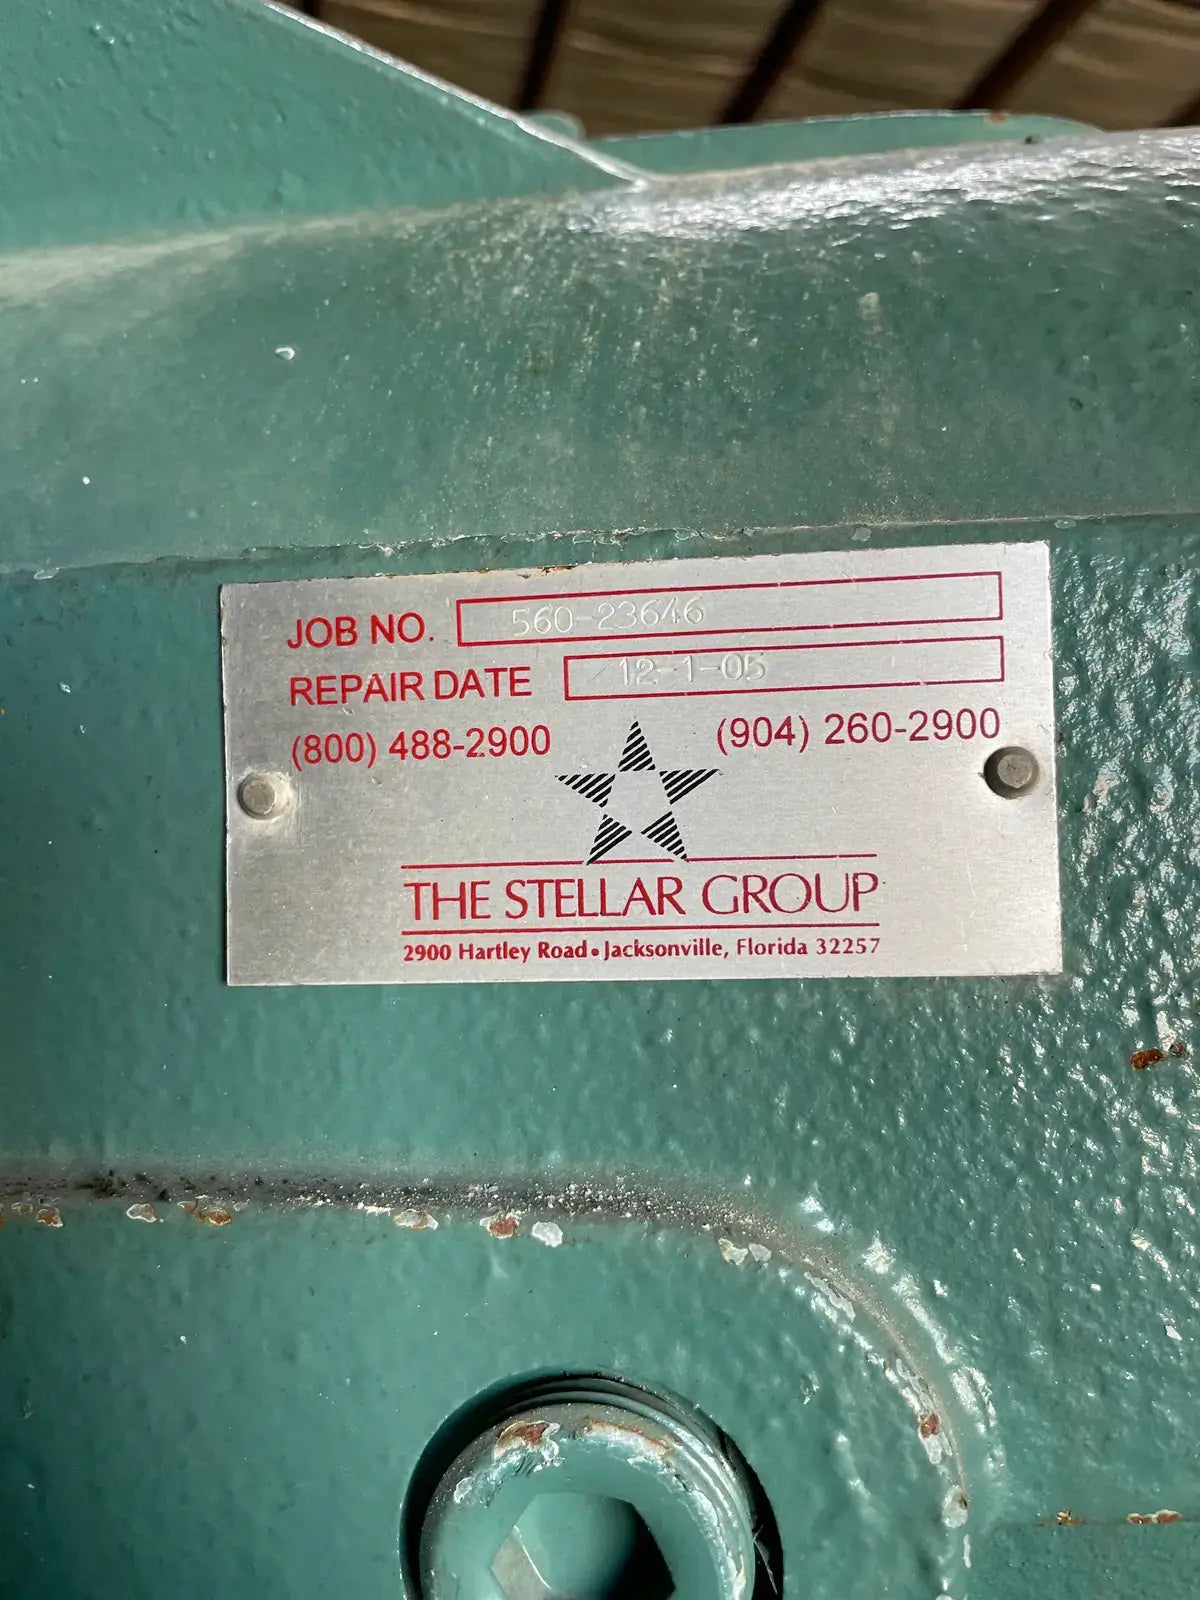 JOB NO. 560-23646
REPAIR DATE 12-1-05
(800) 488-2900 (904) 260-2900
THE STELLAR GROUP
2900 Hartley Road • Jacksonville, Florida 32257